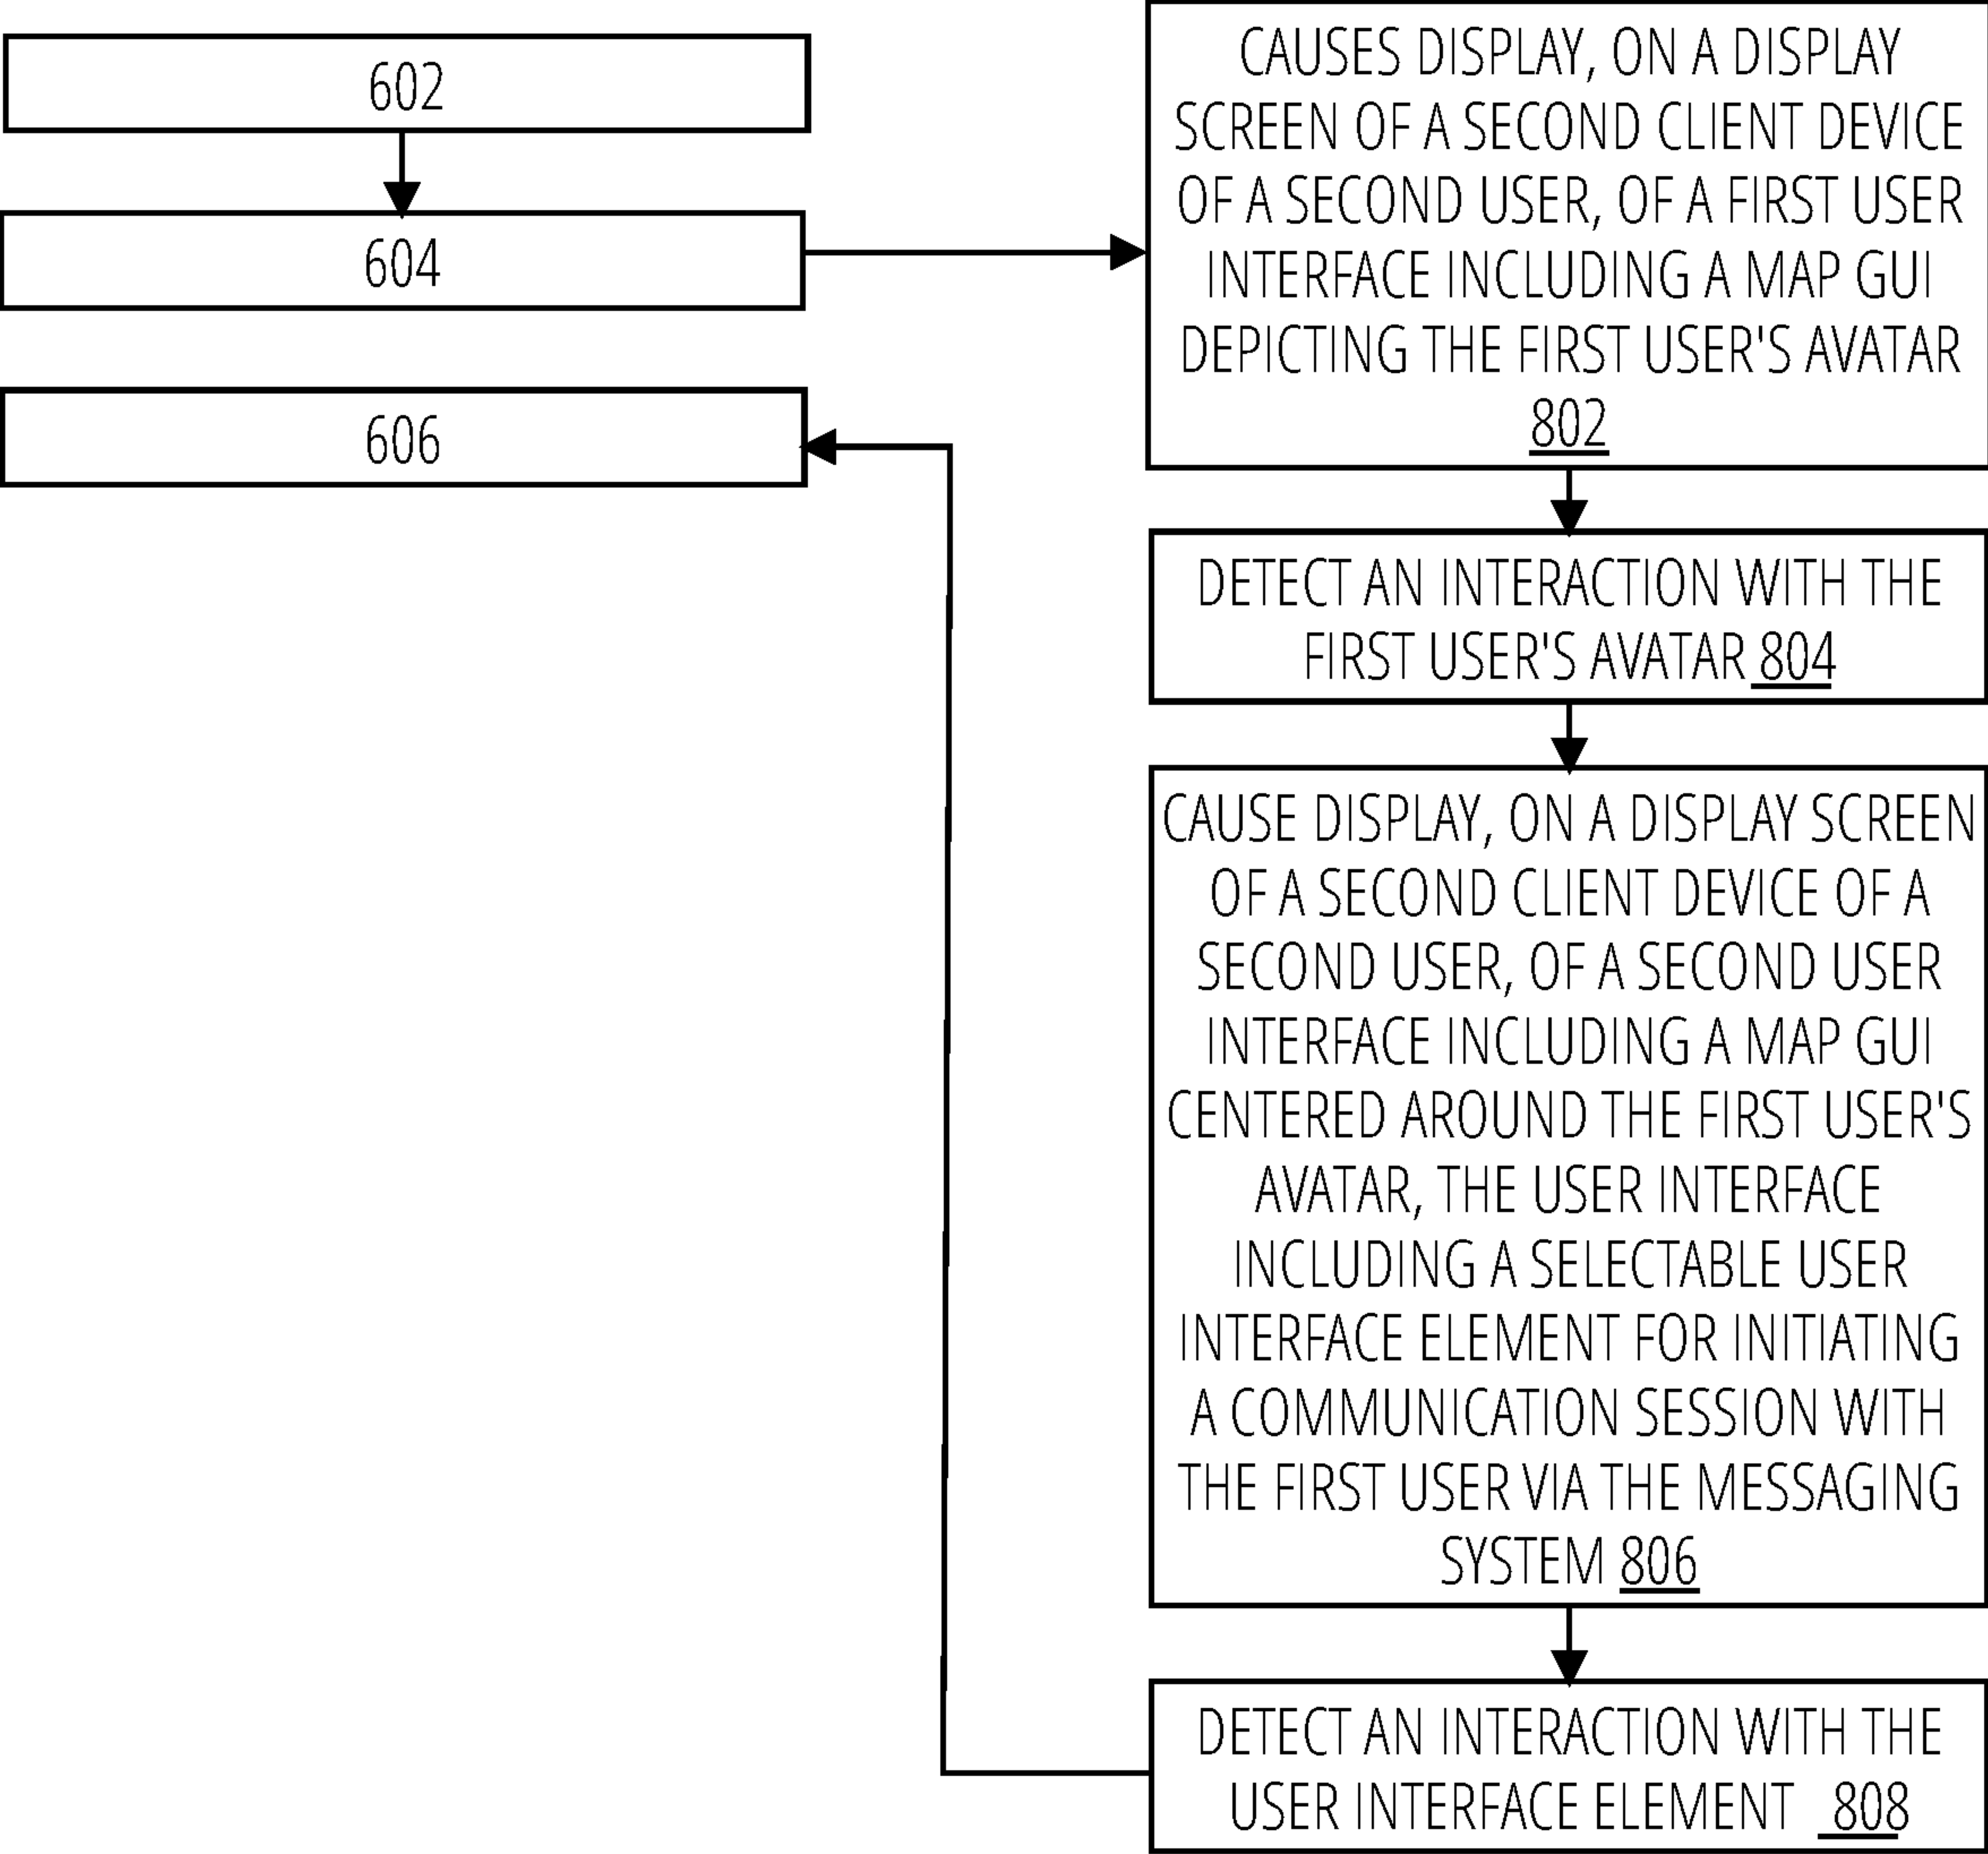 602
604
606
CAUSES DISPLAY, ON A DISPLAY
SCREEN OF A SECOND CLIENT DEVICE
OF A SECOND USER, OF A FIRST USER
INTERFACE INCLUDING A MAP GUI
DEPICTING THE FIRST USER'S AVATAR
802
DETECT AN INTERACTION WITH THE
FIRST USER'S AVATAR 804
CAUSE DISPLAY, ON A DISPLAY SCREEN
OF A SECOND CLIENT DEVICE OF A
SECOND USER, OF A SECOND USER
INTERFACE INCLUDING A MAP GUI
CENTERED AROUND THE FIRST USER'S
AVATAR, THE USER INTERFACE
INCLUDING A SELECTABLE USER
INTERFACE ELEMENT FOR INITIATING
A COMMUNICATION SESSION WITH
THE FIRST USER VIA THE MESSAGING
SYSTEM 806
DETECT AN INTERACTION WITH THE
USER INTERFACE ELEMENT 808